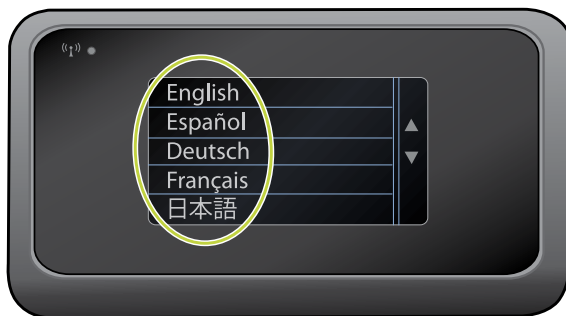 English
Español
Deutsch
Français
日本語